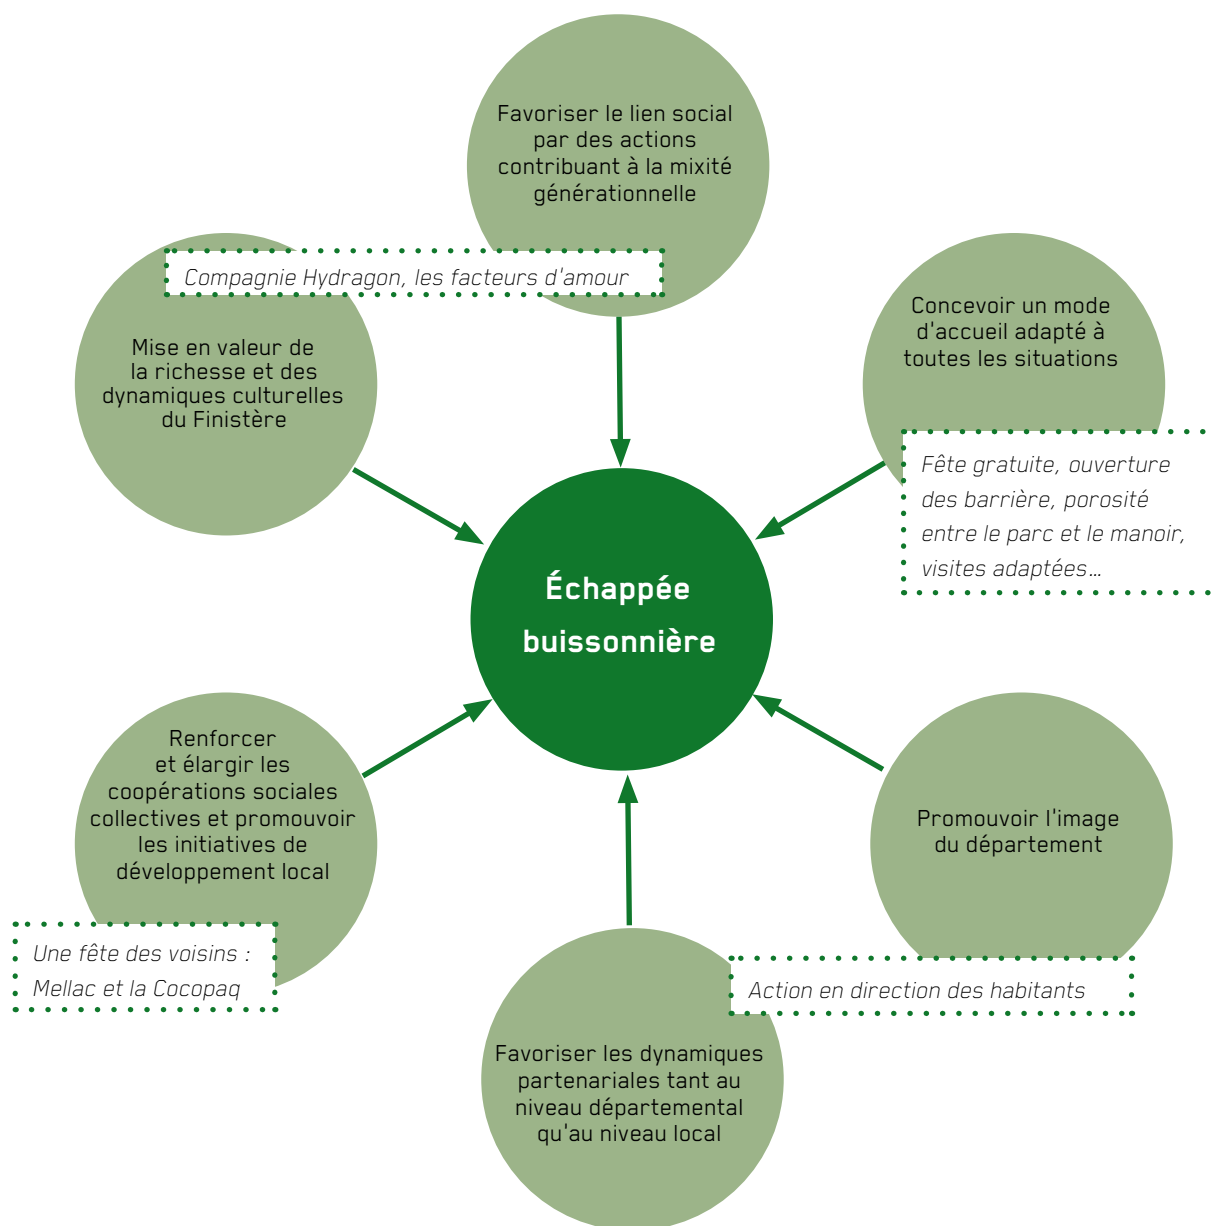 Favoriser le lien social
par des actions
contribuant à la mixité
générationnelle
Compagnie Hydragon, les facteurs d'amour
Mise en valeur de
la richesse et des
dynamiques culturelles
du Finistère
Concevoir un mode
d'accueil adapté à
toutes les situations
Fête gratuite, ouverture
des barrière, porosité
entre le parc et le manoir,
visites adaptées...
Échappée
buissonnière
Renforcer
et élargir les
coopérations sociales
collectives et promouvoir
les initiatives de
développement local
Une fête des voisins :
Mellac et la Cocopaq
Promouvoir l'image
du département
Action en direction des habitants
Favoriser les dynamiques
partenariales tant au
niveau départemental
qu'au niveau local